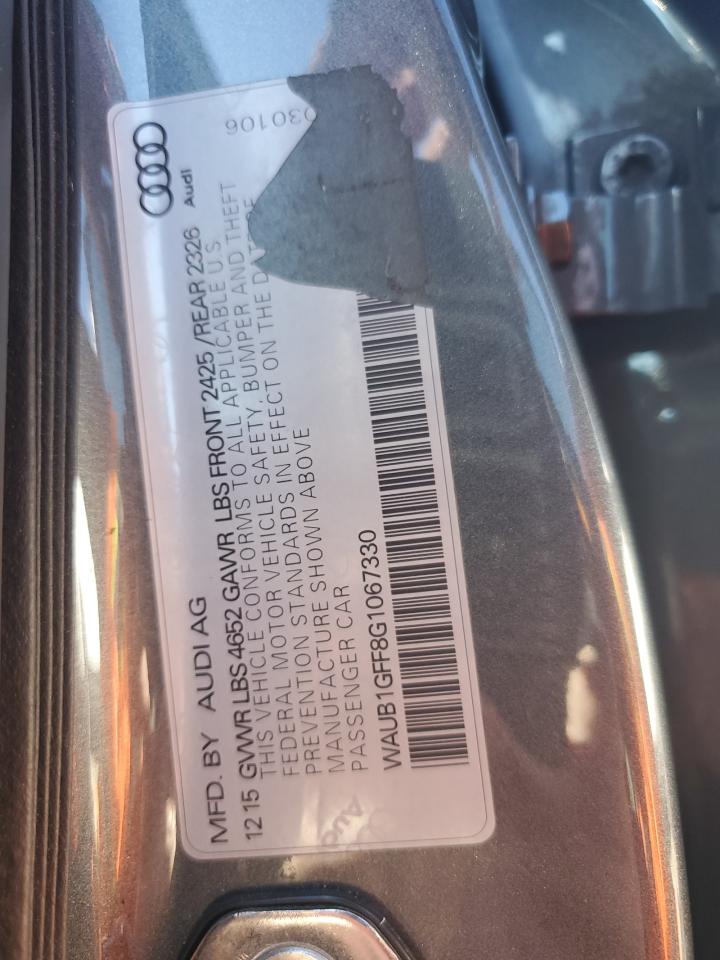 MFD. BY AUDI AG
Audi
12 15 GVWR LBS 4652 GAWR LBS FRONT 2425 /REAR 2326
THIS VEHICLE CONFORMS TO ALL APPLICABLE U.S.
FEDERAL MOTOR VEHICLE SAFETY, BUMPER AND THEFT
PREVENTION STANDARDS IN EFFECT ON THE DATE OF
MANUFACTURE SHOWN ABOVE
PASSENGER CAR
WAUB1GFF8G1067330
030106